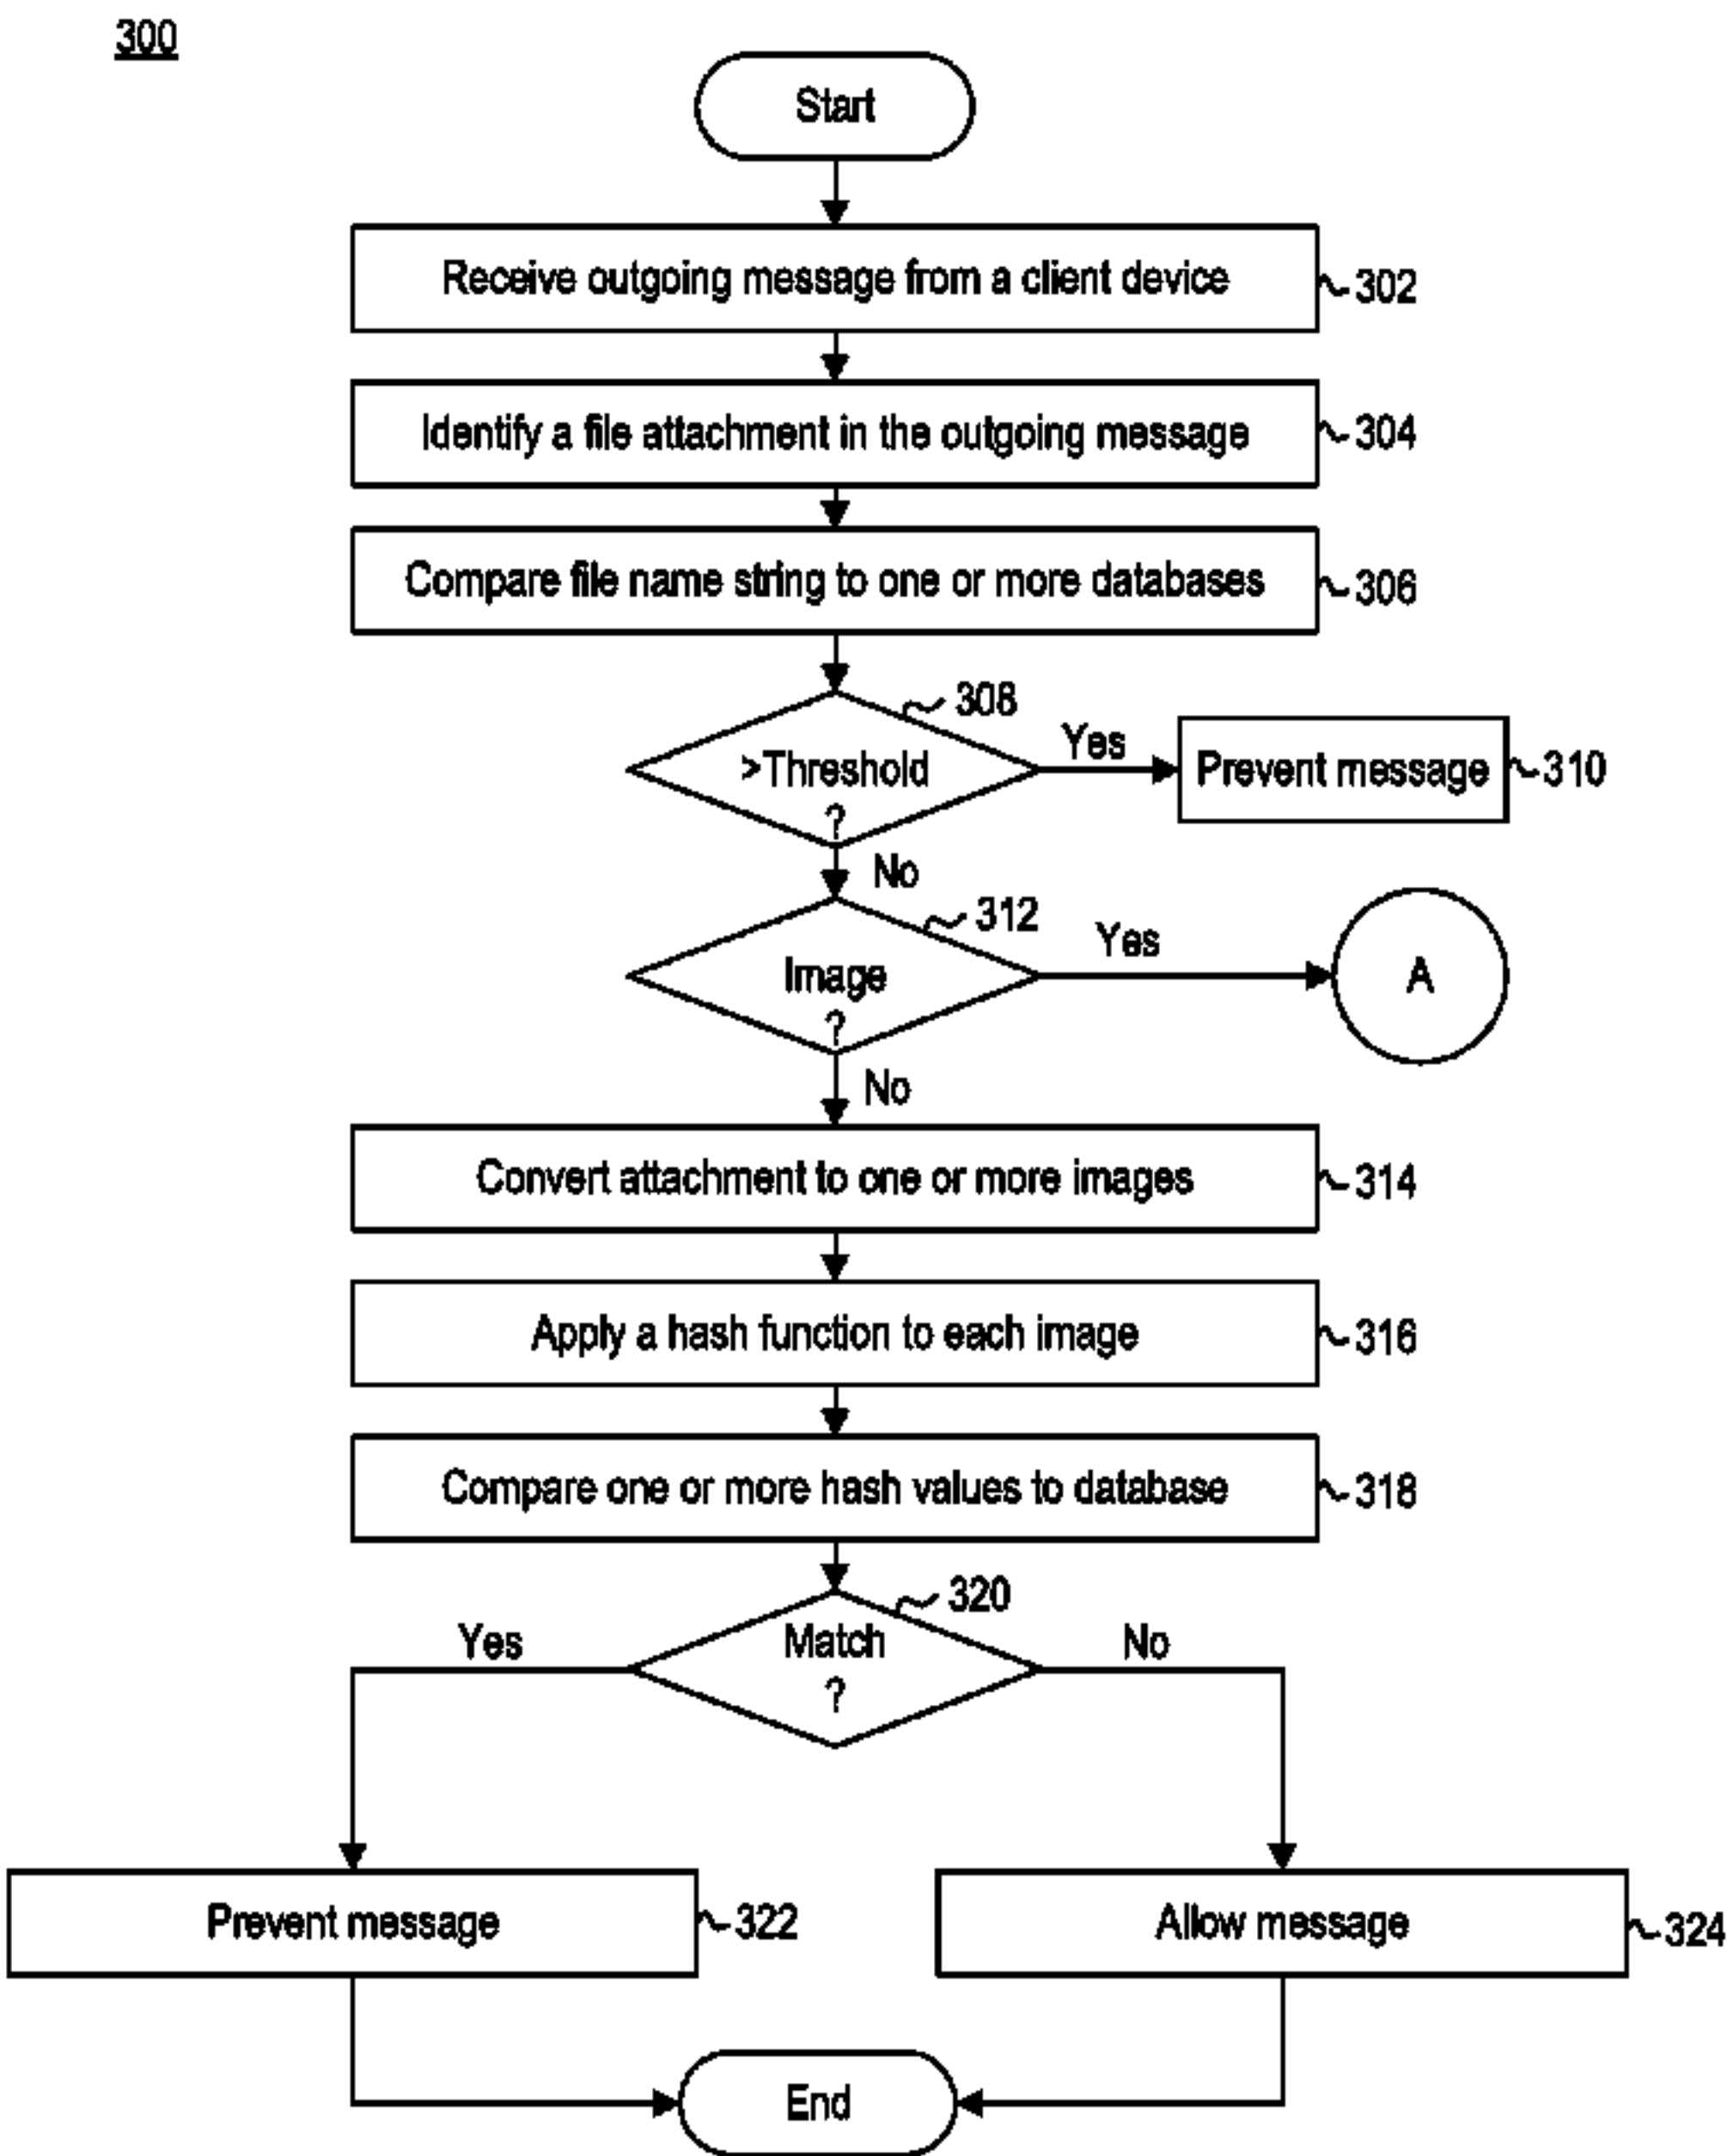 300
Start
Receive outgoing message from a client device
302
Identify a file attachment in the outgoing message
304
Compare file name string to one or more databases
306
308
>Threshold
?
Yes
Prevent message
310
No
312
Image
?
Yes
A
No
Convert attachment to one or more images
314
Apply a hash function to each image
316
Compare one or more hash values to database
318
320
Match
?
Yes
No
Prevent message
322
Allow message
324
End